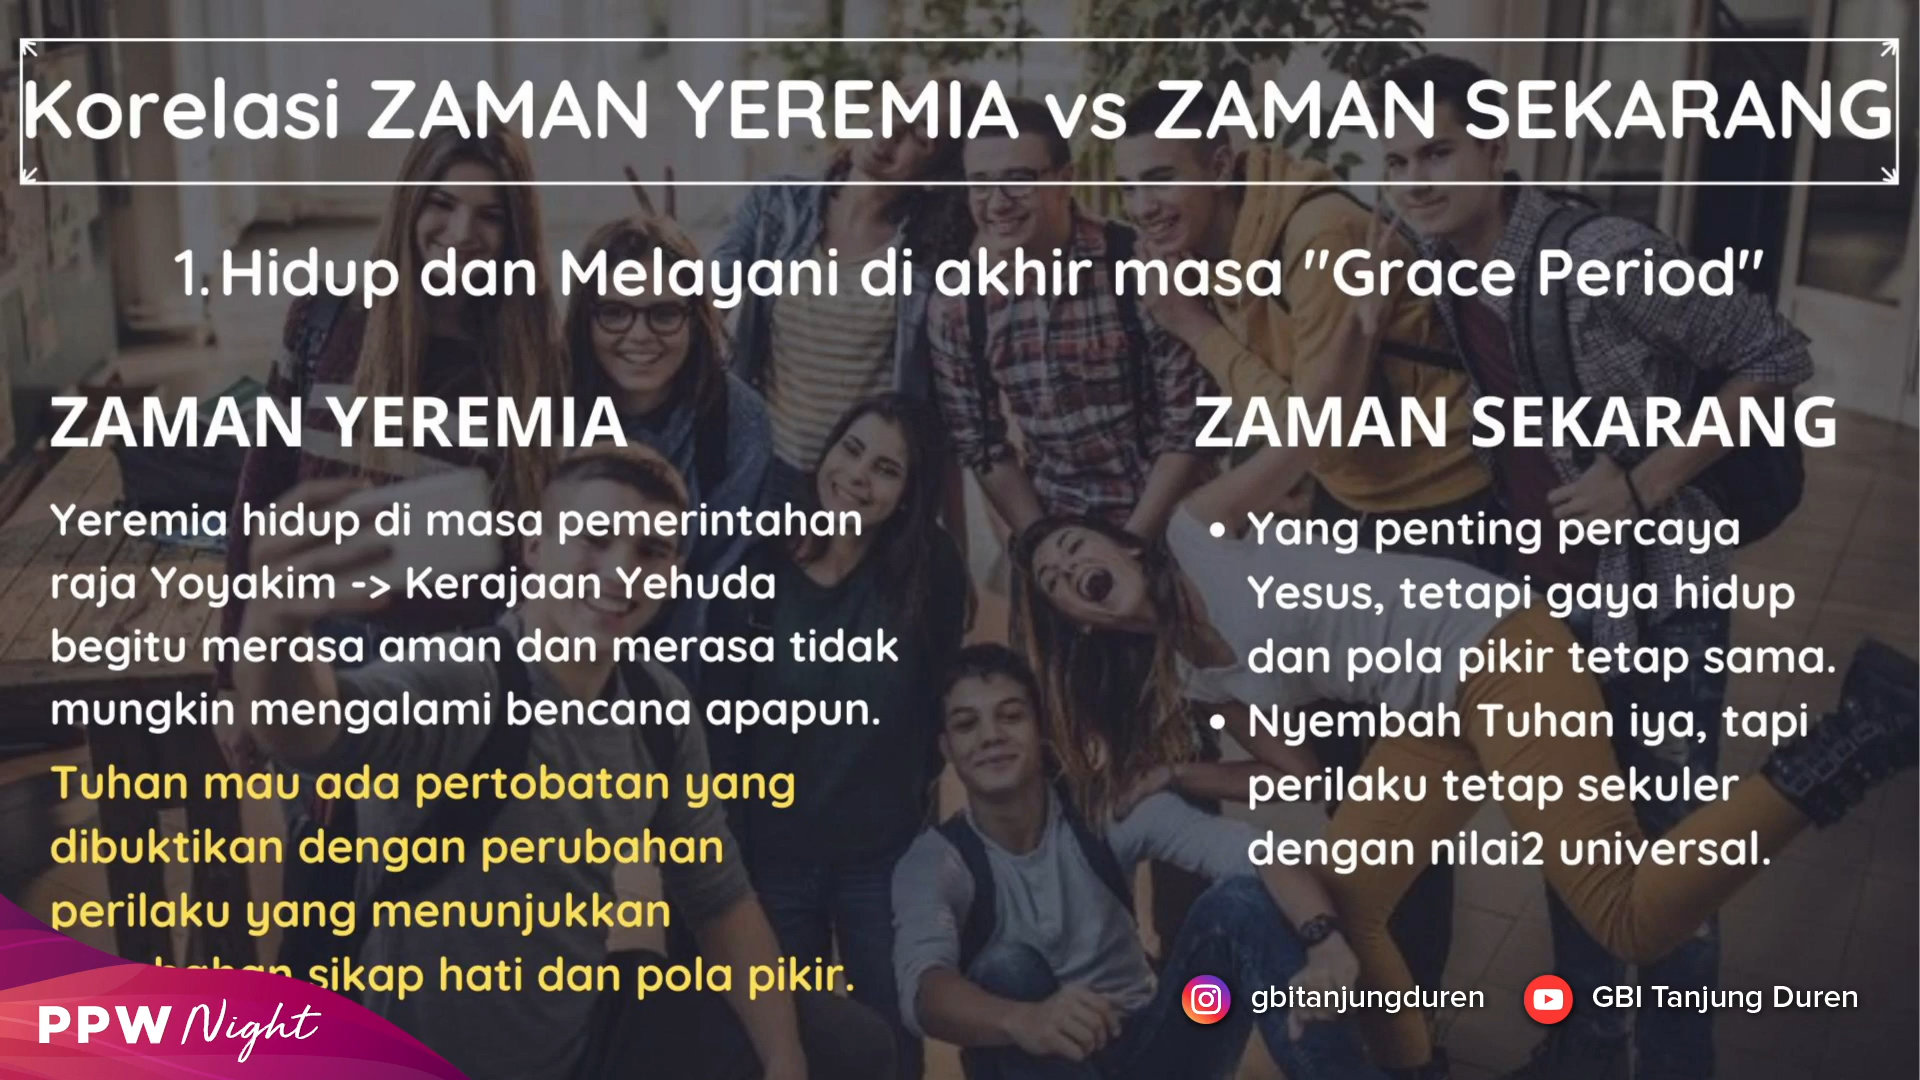 Korelasi ZAMAN YEREMIA vs ZAMAN SEKARANG
1. Hidup dan Melayani di akhir masa "Grace Period"
ZAMAN YEREMIA
Yeremia hidup di masa pemerintahan
raja Yoyakim -> Kerajaan Yehuda
begitu merasa aman dan merasa tidak
mungkin mengalami bencana apapun.
Tuhan mau ada pertobatan yang
dibuktikan dengan perubahan
perilaku yang menunjukkan
sikap hati dan pola pikir.
ZAMAN SEKARANG
• Yang penting percaya
Yesus, tetapi gaya hidup
dan pola pikir tetap sama.
• Nyembah Tuhan iya, tapi
perilaku tetap sekuler
dengan nilai2 universal.
PPW Night
gbitanjungduren
GBI Tanjung Duren